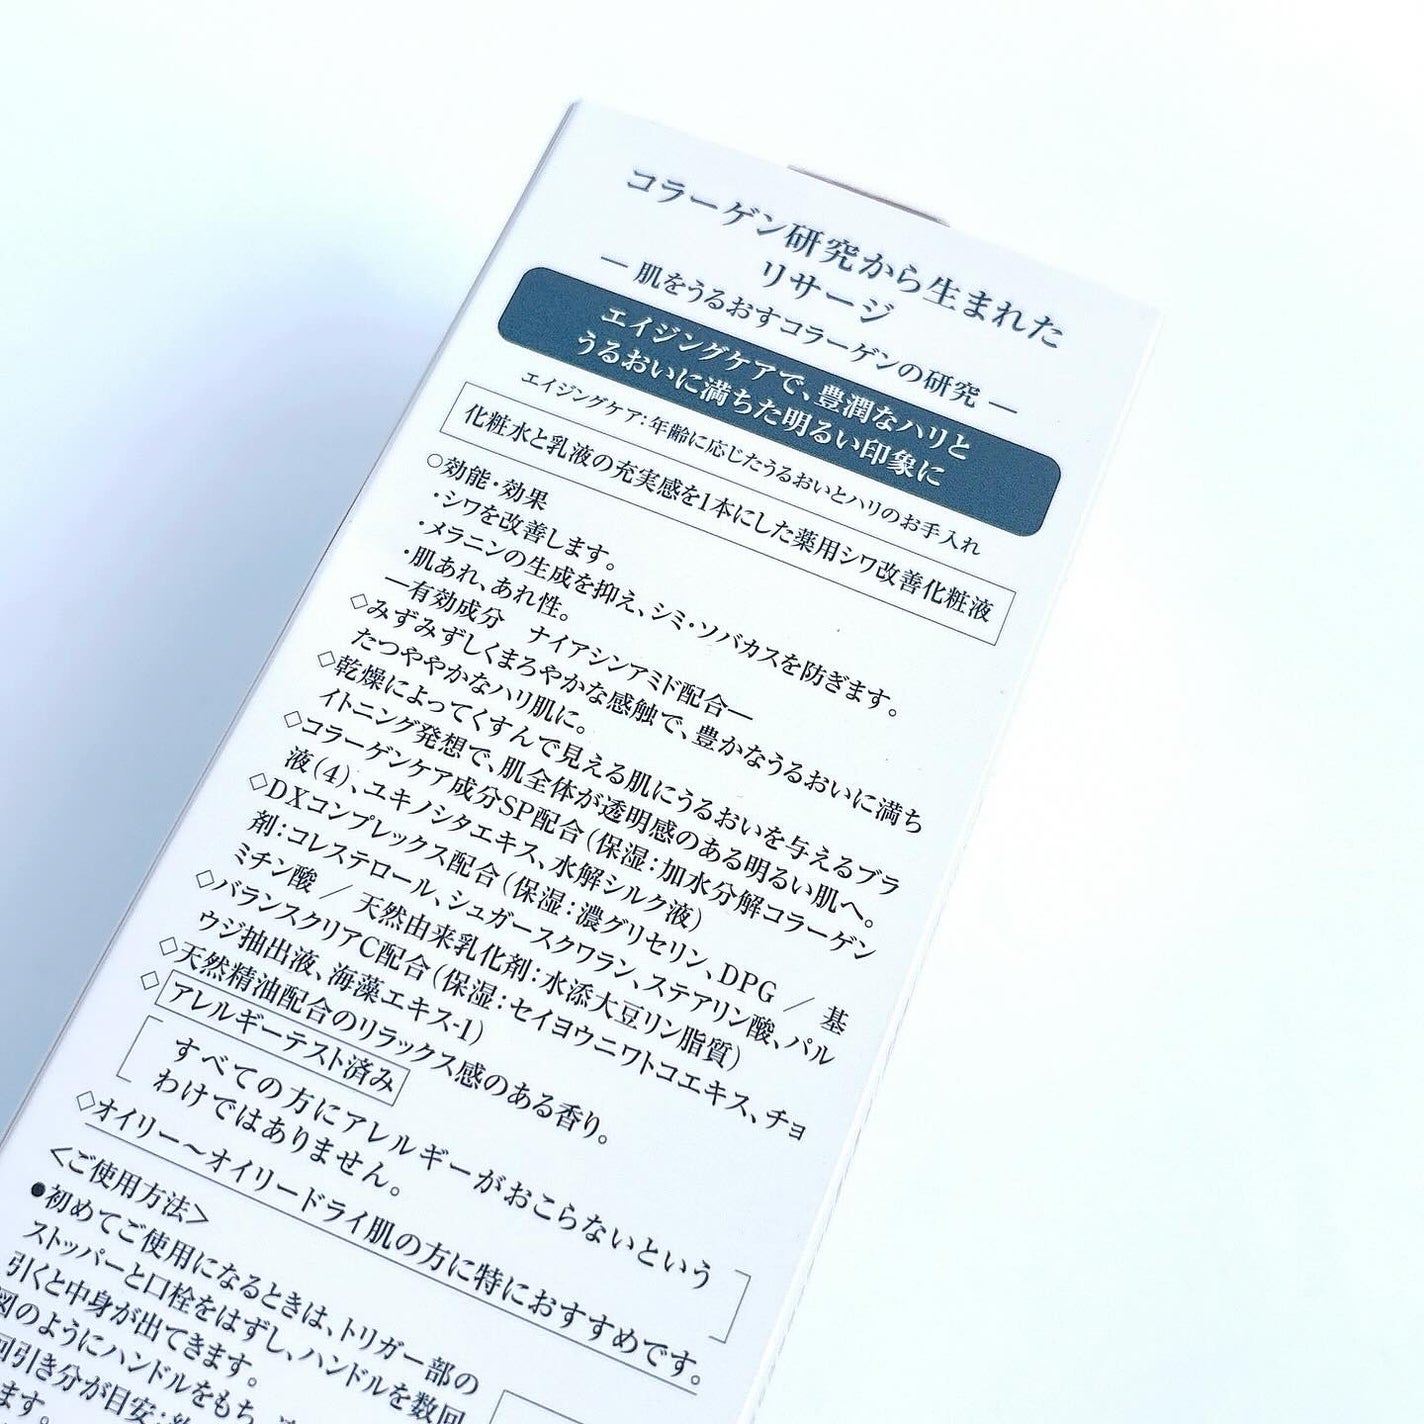 コラーゲン研究から生まれた
リサージ
― 肌をうるおすコラーゲンの研究 ―
エイジングケアで、豊潤なハリと
うるおいに満ちた明るい印象に
エイジングケア：年齢に応じたうるおいとハリのお手入れ
化粧水と乳液の充実感を1本にした薬用シワ改善化粧液
○効能・効果
・シワを改善します。
・メラニンの生成を抑え、シミ・ソバカスを防ぎます。
・肌あれ、あれ性。
―有効成分　ナイアシンアミド配合―
◇みずみずしくまろやかな感触で、豊かなうるおいに満ち
たつややかなハリ肌に。
◇乾燥によってくすんで見える肌にうるおいを与えるブラ
イトニング発想で、肌全体が透明感のある明るい肌へ。
◇コラーゲンケア成分SP配合（保湿：加水分解コラーゲン
液（4）、ユキノシタエキス、水解シルク液）
◇DXコンプレックス配合（保湿：濃グリセリン、DPG ／ 基
剤：コレステロール、シュガースクワラン、ステアリン酸、パル
ミチン酸 ／ 天然由来乳化剤：水添大豆リン脂質）
◇バランスクリアC配合（保湿：セイヨウニワトコエキス、チョ
ウジ抽出液、海藻エキス-1）
◇天然精油配合のリラックス感のある香り。
◇アレルギーテスト済み
すべての方にアレルギーがおこらないという
わけではありません。
◇オイリー～オイリードライ肌の方に特におすすめです。
＜ご使用方法＞
●初めてご使用になるときは、トリガー部の
ストッパーと口栓をはずし、ハンドルを数回
引くと中身が出てきます。
図のようにハンドルをもち、
回引き分が目安：
ます。